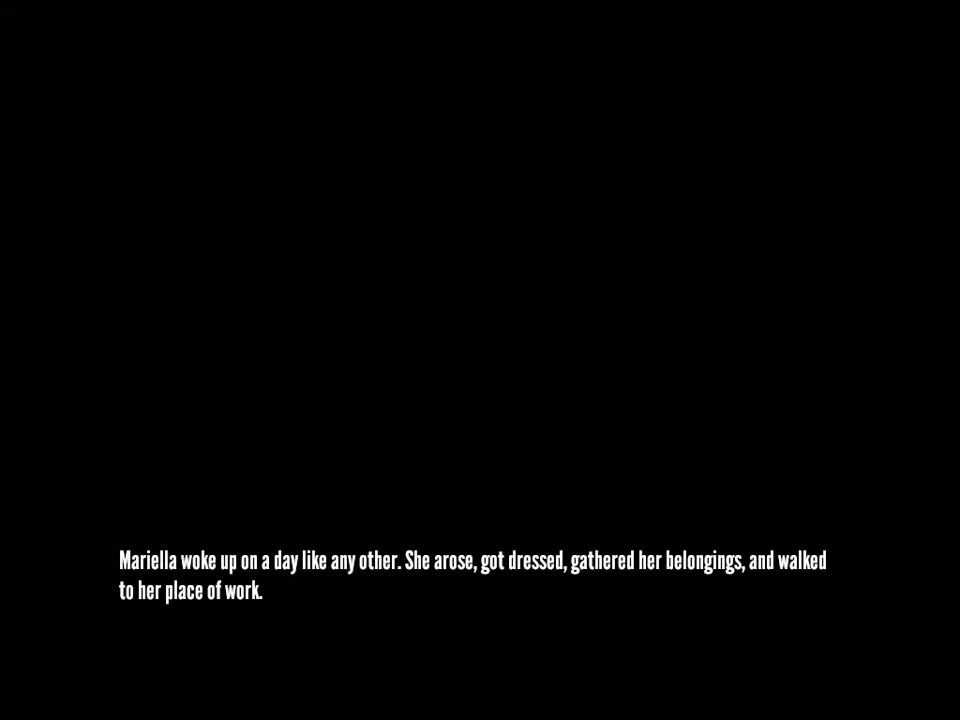 Mariella woke up on a day like any other. She arose, got dressed, gathered her belongings, and walked
to her place of work.